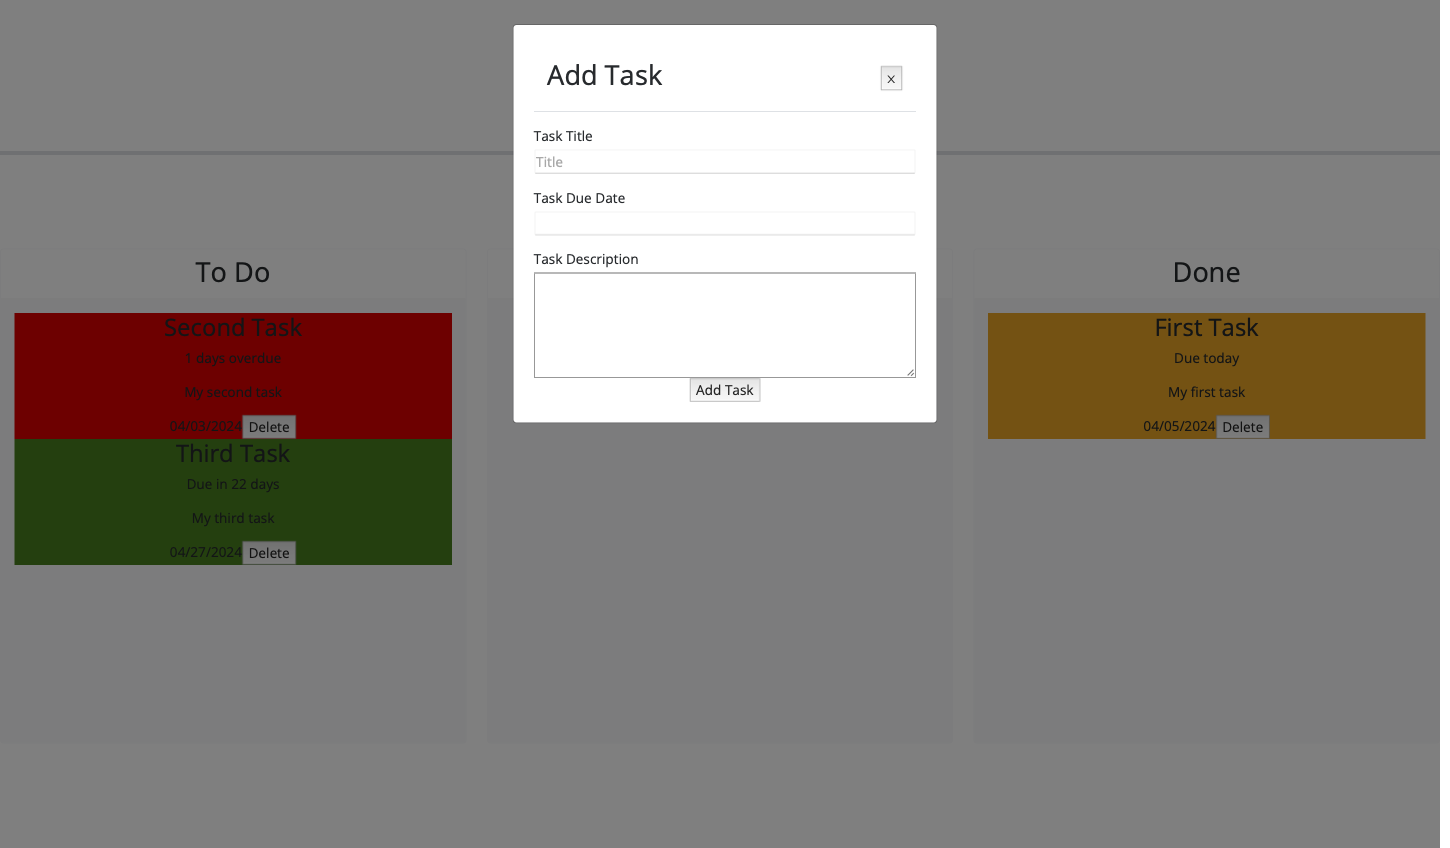 Add Task
x
Task Title
Title
Task Due Date
Task Description
Add Task
To Do
Second Task
1 days overdue
My second task
04/03/2024 Delete
Third Task
Due in 22 days
My third task
04/27/2024 Delete
Done
First Task
Due today
My first task
04/05/2024 Delete